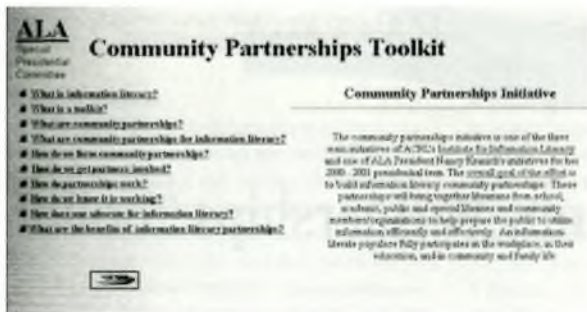 ALA
Special
Presidential
Committee
Community Partnerships Toolkit
What is information literacy?
What is a toolkit?
What are community partnerships?
What are community partnerships for information literacy?
How do we form community partnerships?
How do we get partners involved?
How do partnerships work?
How do we know it is working?
How does one advocate for information literacy?
What are the benefits of information literacy partnerships?
Community Partnerships Initiative
The community partnerships initiative is one of the three
main initiatives of ACRL's Institute for Information Literacy
and one of ALA President Nancy Kranich's initiatives for her
2000 - 2001 presidential term. The overall goal of the effort is
to build information literacy community partnerships. These
partnerships will bring together librarians from school,
academic, public and special libraries and community
members/organizations to help prepare the public to utilize
information efficiently and effectively. An information
literate populace fully participates in the workplace, in their
education, and in community and family life